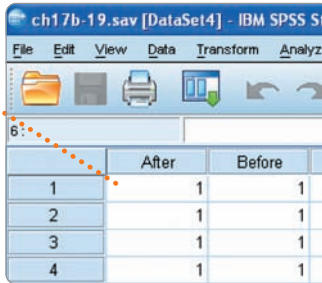 ch17b-19.sav [DataSet4] - IBM SPSS S
File Edit View Data Transform Analyz
6 :
After Before
1 1 1
2 1 1
3 1 1
4 1 1